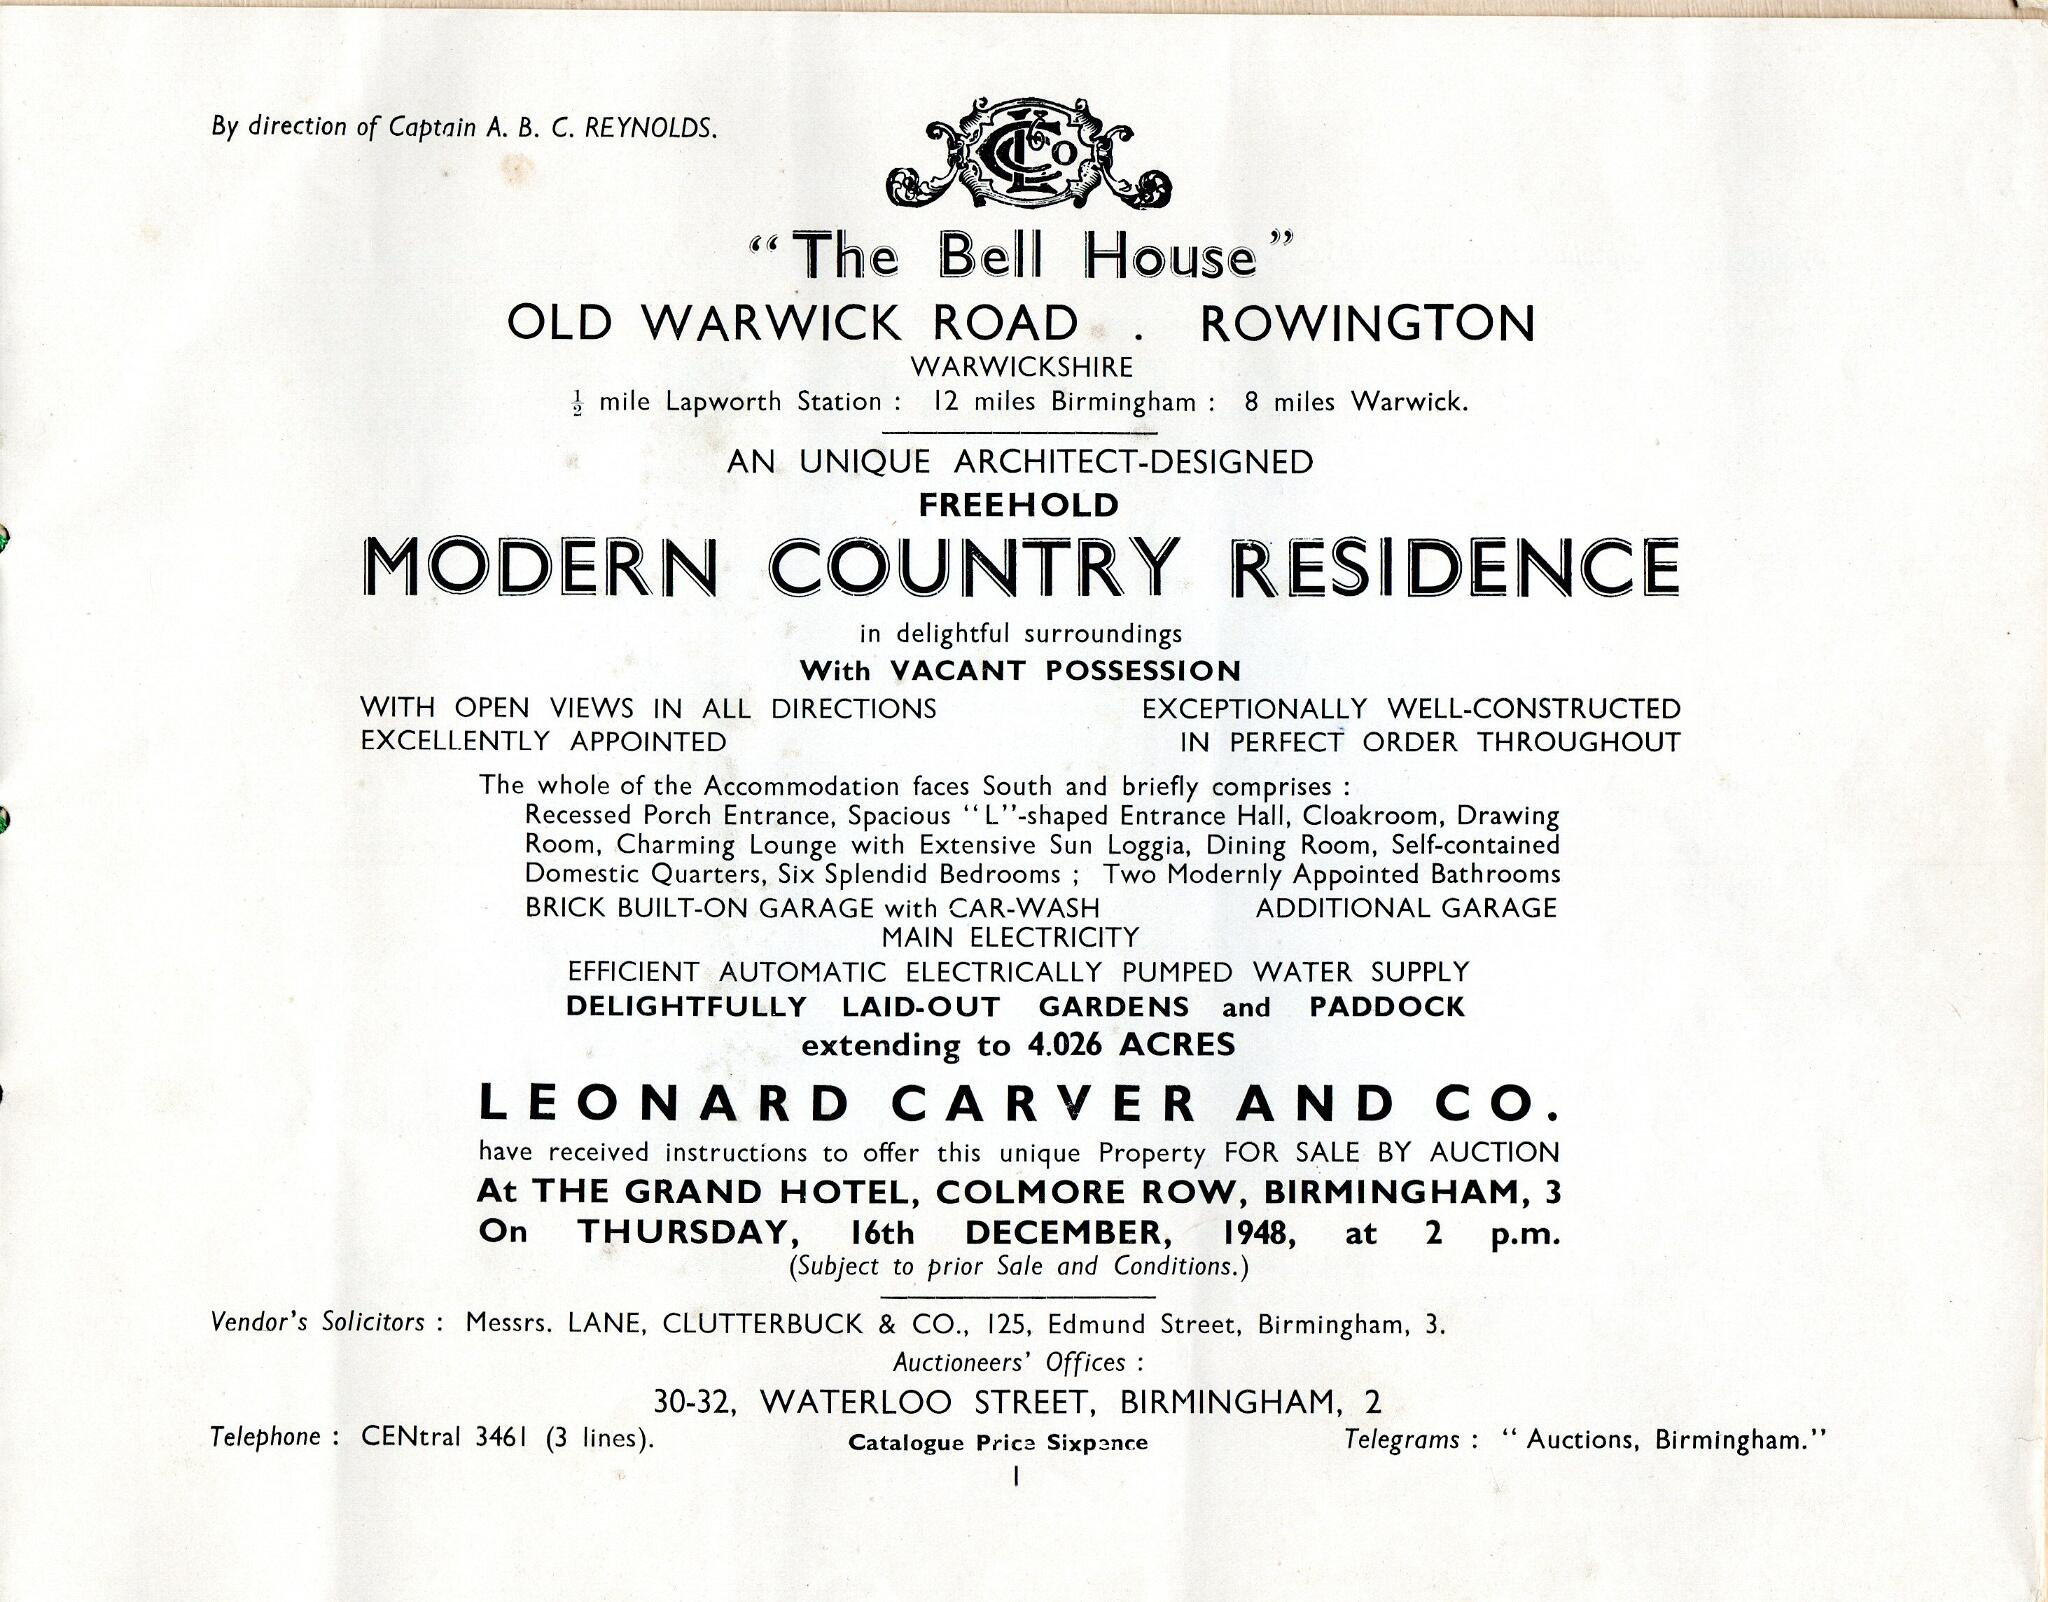 By direction of Captain A. B. C. REYNOLDS.
LC & Co
“The Bell House”
OLD WARWICK ROAD . ROWINGTON
WARWICKSHIRE
½ mile Lapworth Station : 12 miles Birmingham : 8 miles Warwick.
AN UNIQUE ARCHITECT-DESIGNED
FREEHOLD
MODERN COUNTRY RESIDENCE
in delightful surroundings
With VACANT POSSESSION
WITH OPEN VIEWS IN ALL DIRECTIONS EXCEPTIONALLY WELL-CONSTRUCTED
EXCELLENTLY APPOINTED IN PERFECT ORDER THROUGHOUT
The whole of the Accommodation faces South and briefly comprises :
Recessed Porch Entrance, Spacious “L”-shaped Entrance Hall, Cloakroom, Drawing
Room, Charming Lounge with Extensive Sun Loggia, Dining Room, Self-contained
Domestic Quarters, Six Splendid Bedrooms ; Two Modernly Appointed Bathrooms
BRICK BUILT-ON GARAGE with CAR-WASH ADDITIONAL GARAGE
MAIN ELECTRICITY
EFFICIENT AUTOMATIC ELECTRICALLY PUMPED WATER SUPPLY
DELIGHTFULLY LAID-OUT GARDENS and PADDOCK
extending to 4.026 ACRES
LEONARD CARVER AND CO.
have received instructions to offer this unique Property FOR SALE BY AUCTION
At THE GRAND HOTEL, COLMORE ROW, BIRMINGHAM, 3
On THURSDAY, 16th DECEMBER, 1948, at 2 p.m.
(Subject to prior Sale and Conditions.)
Vendor's Solicitors : Messrs. LANE, CLUTTERBUCK & CO., 125, Edmund Street, Birmingham, 3.
Auctioneers' Offices :
30-32, WATERLOO STREET, BIRMINGHAM, 2
Telephone : CENtral 3461 (3 lines). Catalogue Price Sixpence Telegrams : “Auctions, Birmingham.”
1